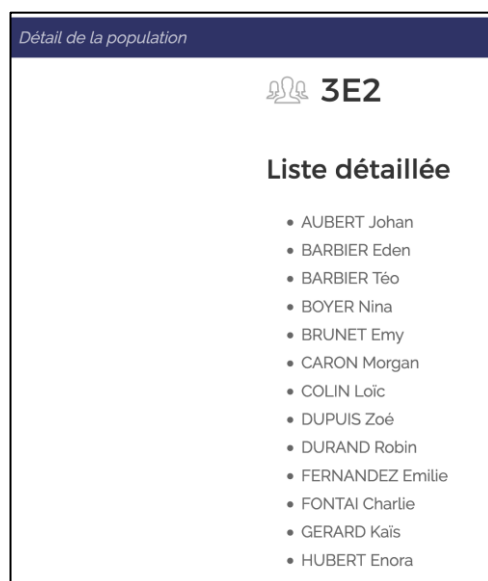 Détail de la population
3E2
Liste détaillée
AUBERT Johan
BARBIER Eden
BARBIER Téo
BOYER Nina
BRUNET Emy
CARON Morgan
COLIN Loïc
DUPUIS Zoé
DURAND Robin
FERNANDEZ Emilie
FONTAI Charlie
GERARD Kaïs
HUBERT Enora